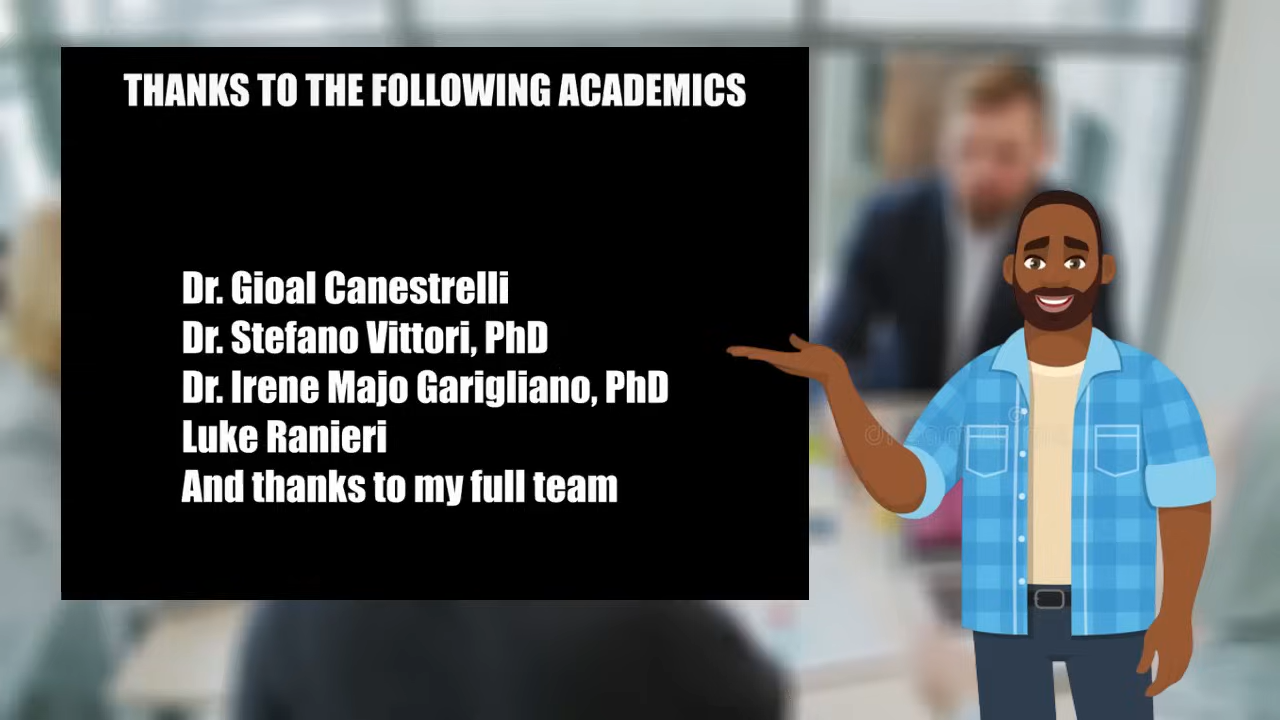 THANKS TO THE FOLLOWING ACADEMICS
Dr. Gioal Canestrelli
Dr. Stefano Vittori, PhD
Dr. Irene Majo Garigliano, PhD
Luke Ranieri
And thanks to my full team